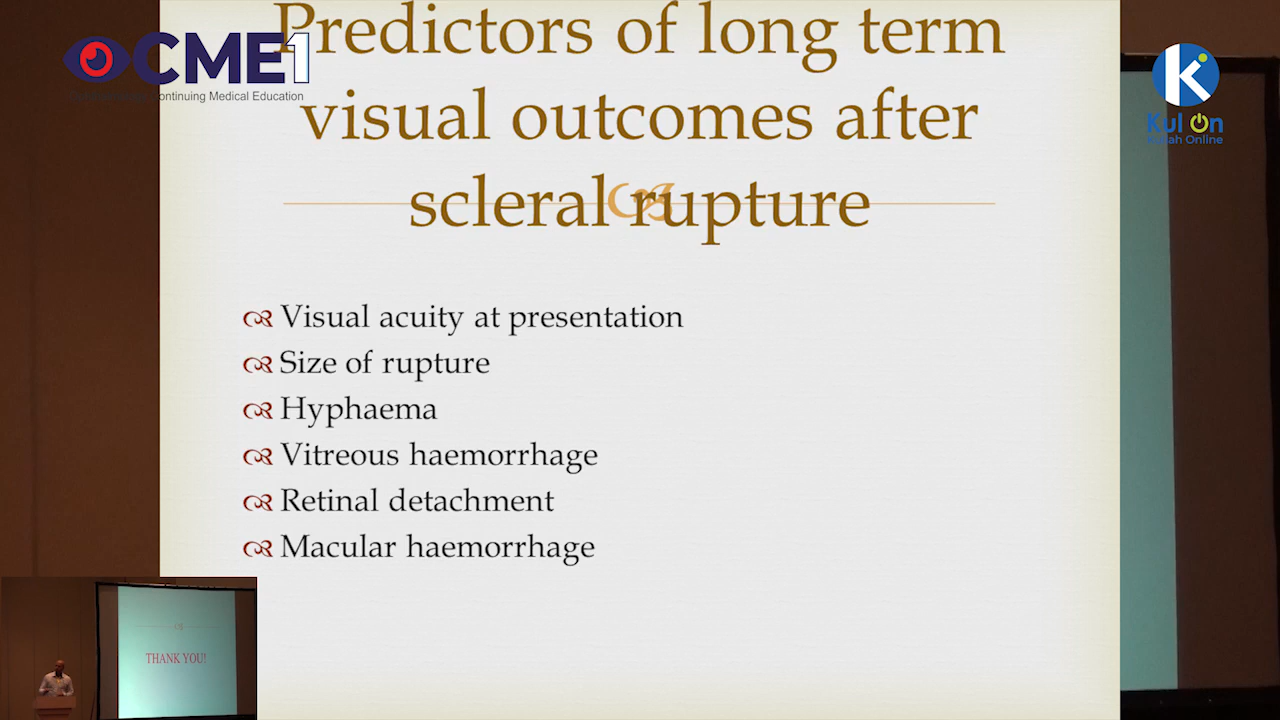 Predictors of long term
visual outcomes after
scleral rupture
CME1
Continuing Medical Education
Kul On
Kuliah Online
Visual acuity at presentation
Size of rupture
Hyphaema
Vitreous haemorrhage
Retinal detachment
Macular haemorrhage
THANK YOU!